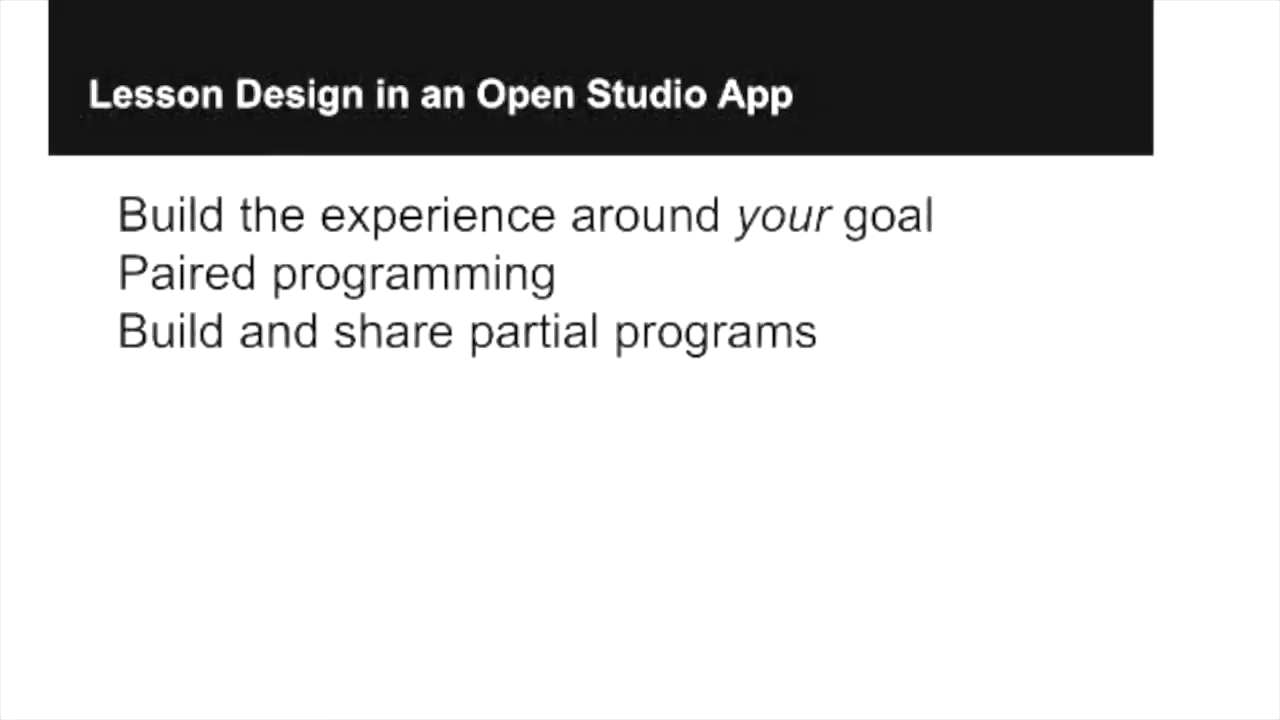 Lesson Design in an Open Studio App
Build the experience around your goal
Paired programming
Build and share partial programs